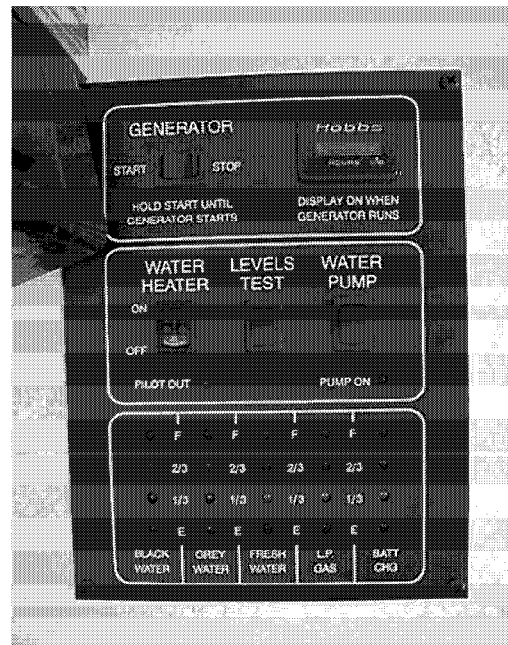 GENERATOR
Hobbs
START
STOP
HOURS
HOLD START UNTIL
GENERATOR STARTS
DISPLAY ON WHEN
GENERATOR RUNS
WATER
HEATER
LEVELS
TEST
WATER
PUMP
ON
OFF
PILOT OUT
PUMP ON
F F F F
2/3 2/3 2/3 2/3
1/3 1/3 1/3 1/3
E E E E
BLACK
WATER
GREY
WATER
FRESH
WATER
L.P.
GAS
BATT
CHG